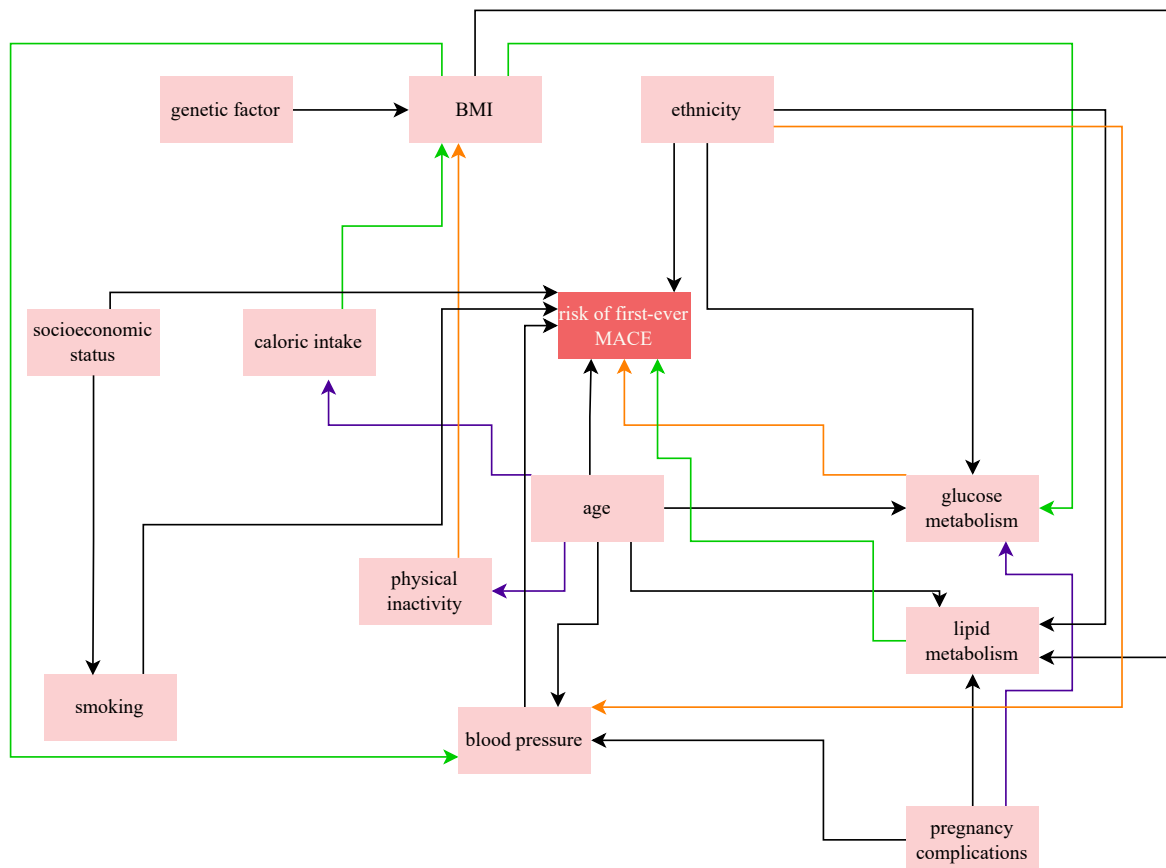 genetic factor
BMI
ethnicity
socioeconomic
status
caloric intake
risk of first-ever
MACE
age
glucose
metabolism
physical
inactivity
lipid
metabolism
smoking
blood pressure
pregnancy
complications